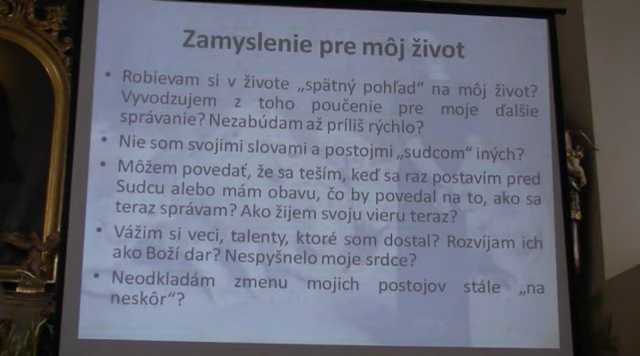 Zamyslenie pre môj život
• Robievam si v živote „spätný pohľad“ na môj život?
Vyvodzujem z toho poučenie pre moje ďalšie
správanie? Nezabúdam až príliš rýchlo?
• Nie som svojimi slovami a postojmi „sudcom“ iných?
• Môžem povedať, že sa teším, keď sa raz postavím pred
Sudcu alebo mám obavu, čo by povedal na to, ako sa
teraz správam? Ako žijem svoju vieru teraz?
• Vážim si veci, talenty, ktoré som dostal? Rozvíjam ich
ako Boží dar? Nespyšnelo moje srdce?
• Neodkladám zmenu mojich postojov stále „na
neskôr“?